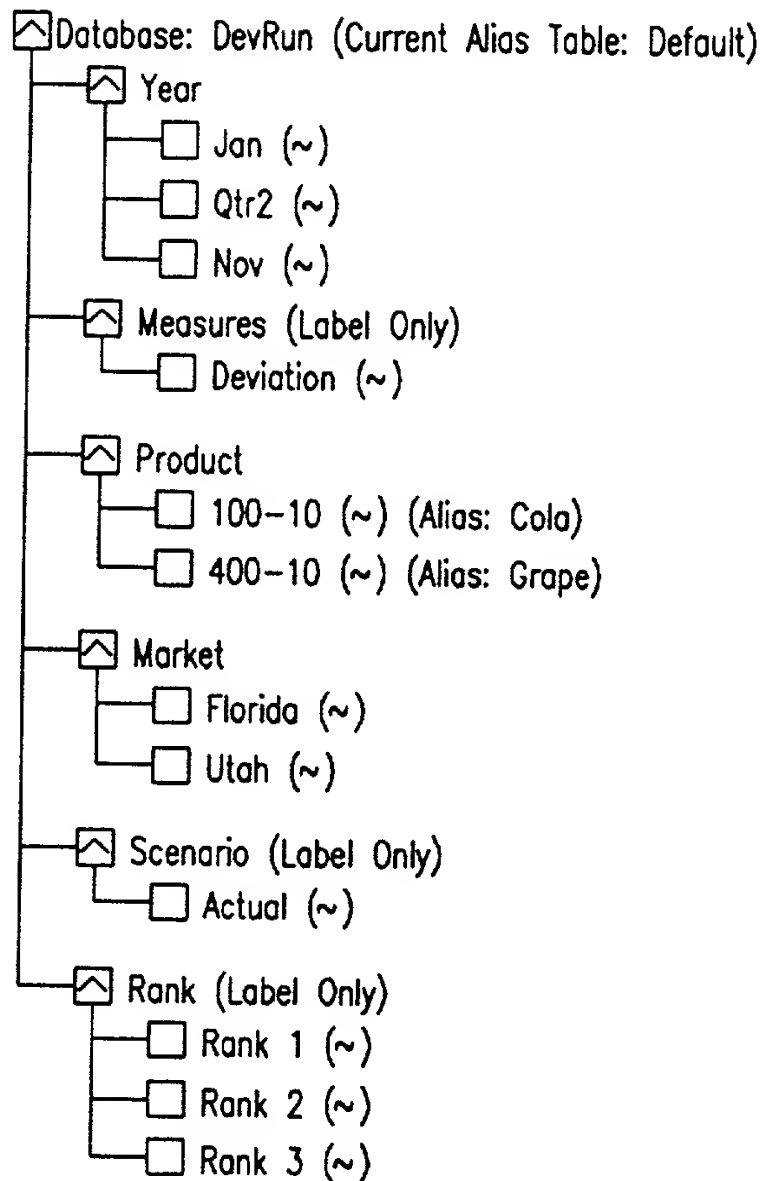 Database: DevRun (Current Alias Table: Default)
Year
Jan (~)
Qtr2 (~)
Nov (~)
Measures (Label Only)
Deviation (~)
Product
100-10 (~) (Alias: Cola)
400-10 (~) (Alias: Grape)
Market
Florida (~)
Utah (~)
Scenario (Label Only)
Actual (~)
Rank (Label Only)
Rank 1 (~)
Rank 2 (~)
Rank 3 (~)